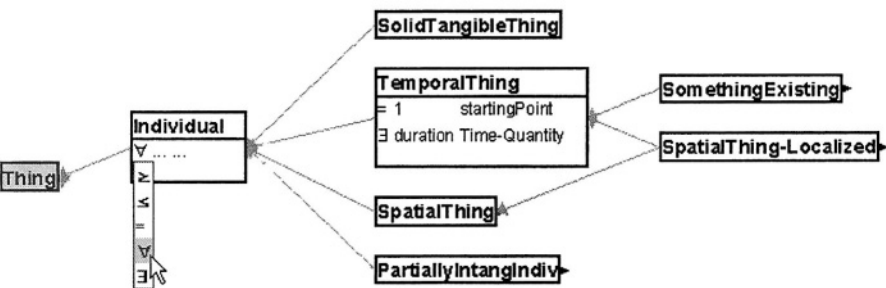 SolidTangibleThing
TemporalThing
= 1 startingPoint
∃ duration Time-Quantity
SomethingExisting
SpatialThing-Localized
Individual
∀ ... ...
Thing
≥
≤
=
∀
∃
SpatialThing
PartiallyIntangIndiv